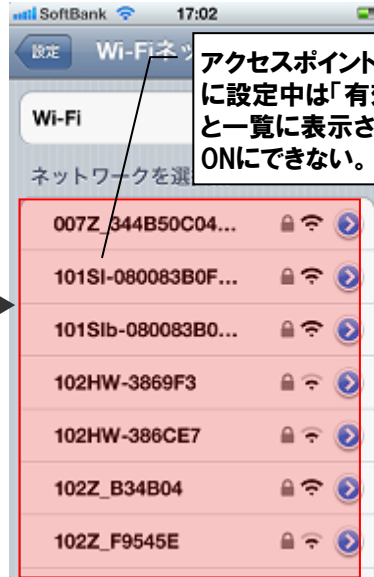 SoftBank 17:02
設定
Wi-Fiネッ
アクセスポイント
に設定中は「有効
と一覧に表示さ
ONにできない。
Wi-Fi
ネットワークを選
007Z_344B50C04...
101SI-080083B0F...
101SIb-080083B0...
102HW-3869F3
102HW-386CE7
102Z_B34B04
102Z_F9545E